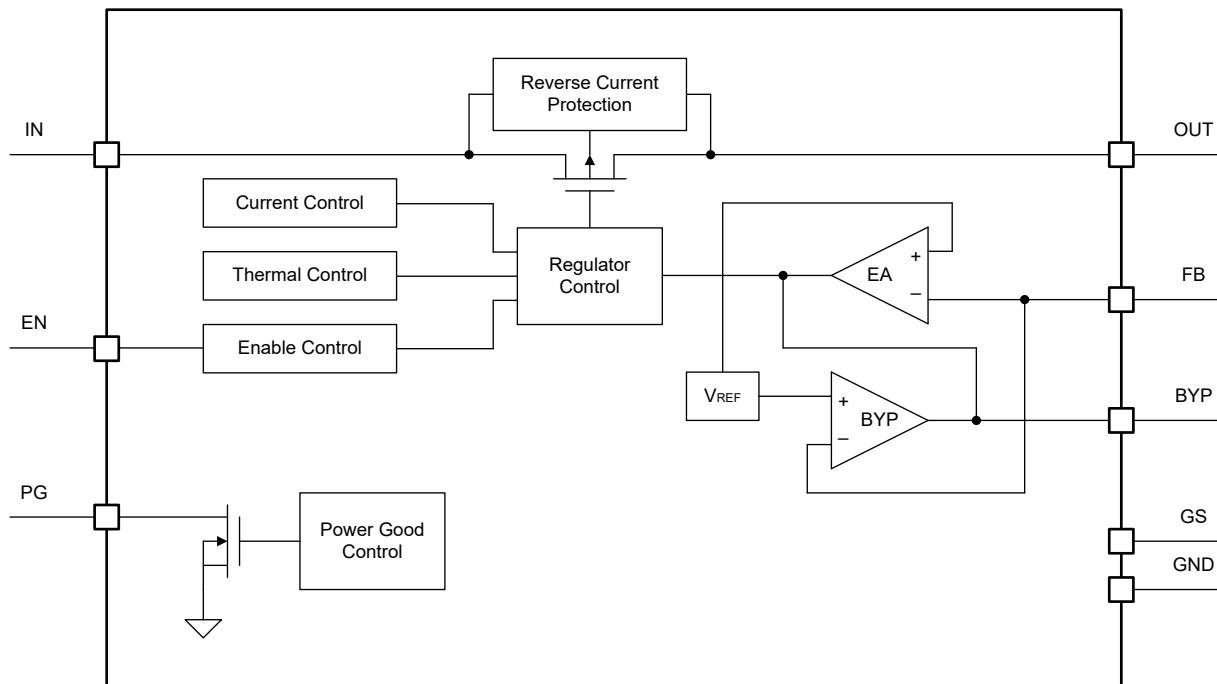 Reverse Current
Protection
IN
OUT
Current Control
Thermal Control
Regulator
Control
+
EA
−
FB
EN
Enable Control
VREF
+
BYP
−
BYP
PG
Power Good
Control
GS
GND